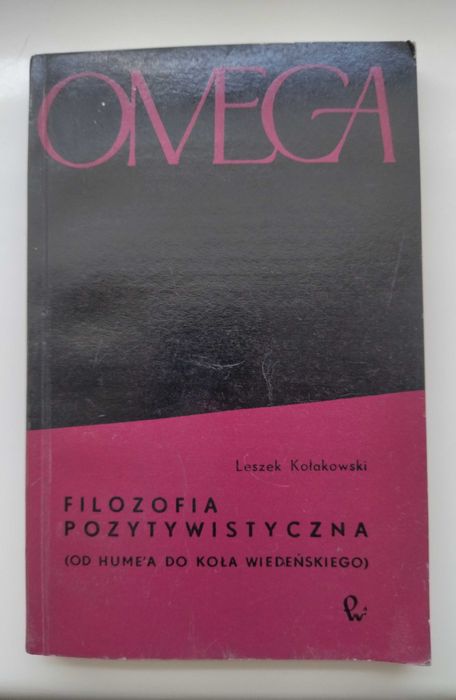 OMEGA
Leszek Kołakowski
FILOZOFIA
POZYTYWISTYCZNA
(OD HUME'A DO KOŁA WIEDEŃSKIEGO)